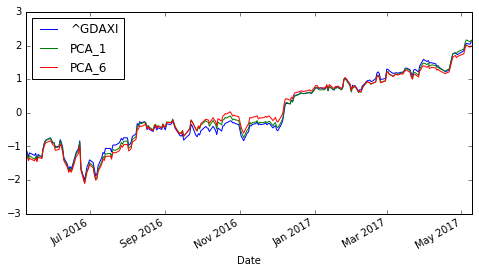 3
2
1
0
−1
−2
−3
^GDAXI
PCA_1
PCA_6
Jul 2016
Sep 2016
Nov 2016
Jan 2017
Mar 2017
May 2017
Date